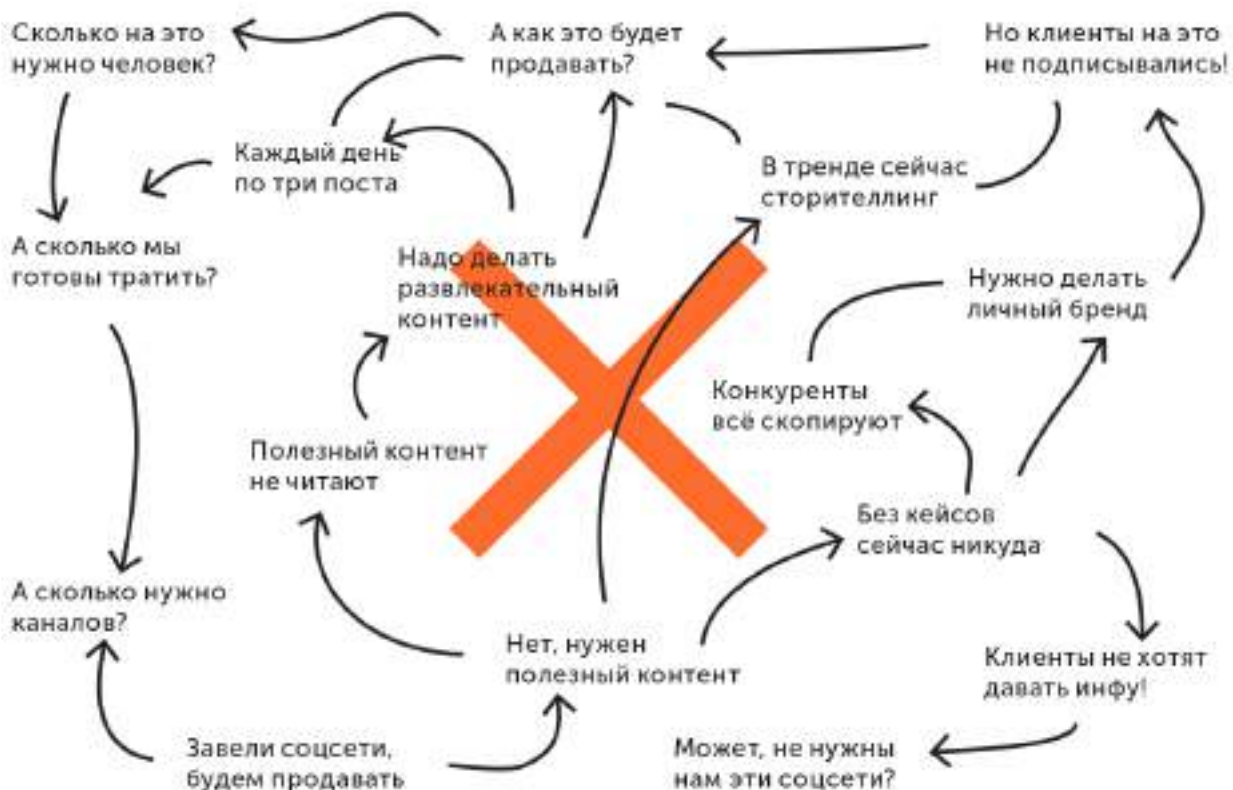 Сколько на это
нужно человек?
А как это будет
продавать?
Но клиенты на это
не подписывались!
Каждый день
по три поста
В тренде сейчас
сторителлинг
А сколько мы
готовы тратить?
Надо делать
развлекательный
контент
Нужно делать
личный бренд
Конкуренты
всё скопируют
Полезный контент
не читают
Без кейсов
сейчас никуда
А сколько нужно
каналов?
Нет, нужен
полезный контент
Клиенты не хотят
давать инфу!
Завели соцсети,
будем продавать
Может, не нужны
нам эти соцсети?